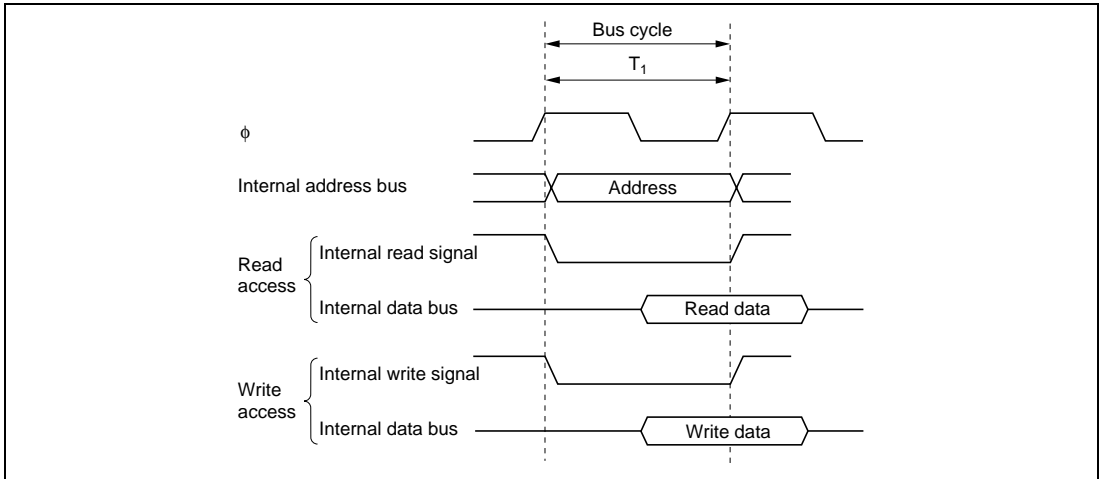 Bus cycle
T₁
ϕ
Internal address bus
Address
Read
access
Internal read signal
Internal data bus
Read data
Write
access
Internal write signal
Internal data bus
Write data